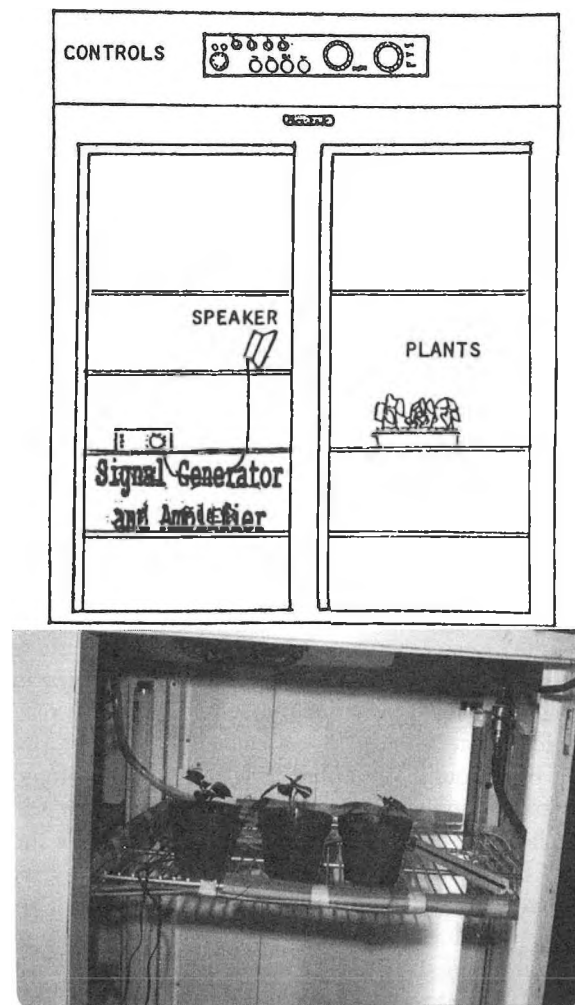 CONTROLS
SPEAKER
PLANTS
Signal Generator
and Amplifier